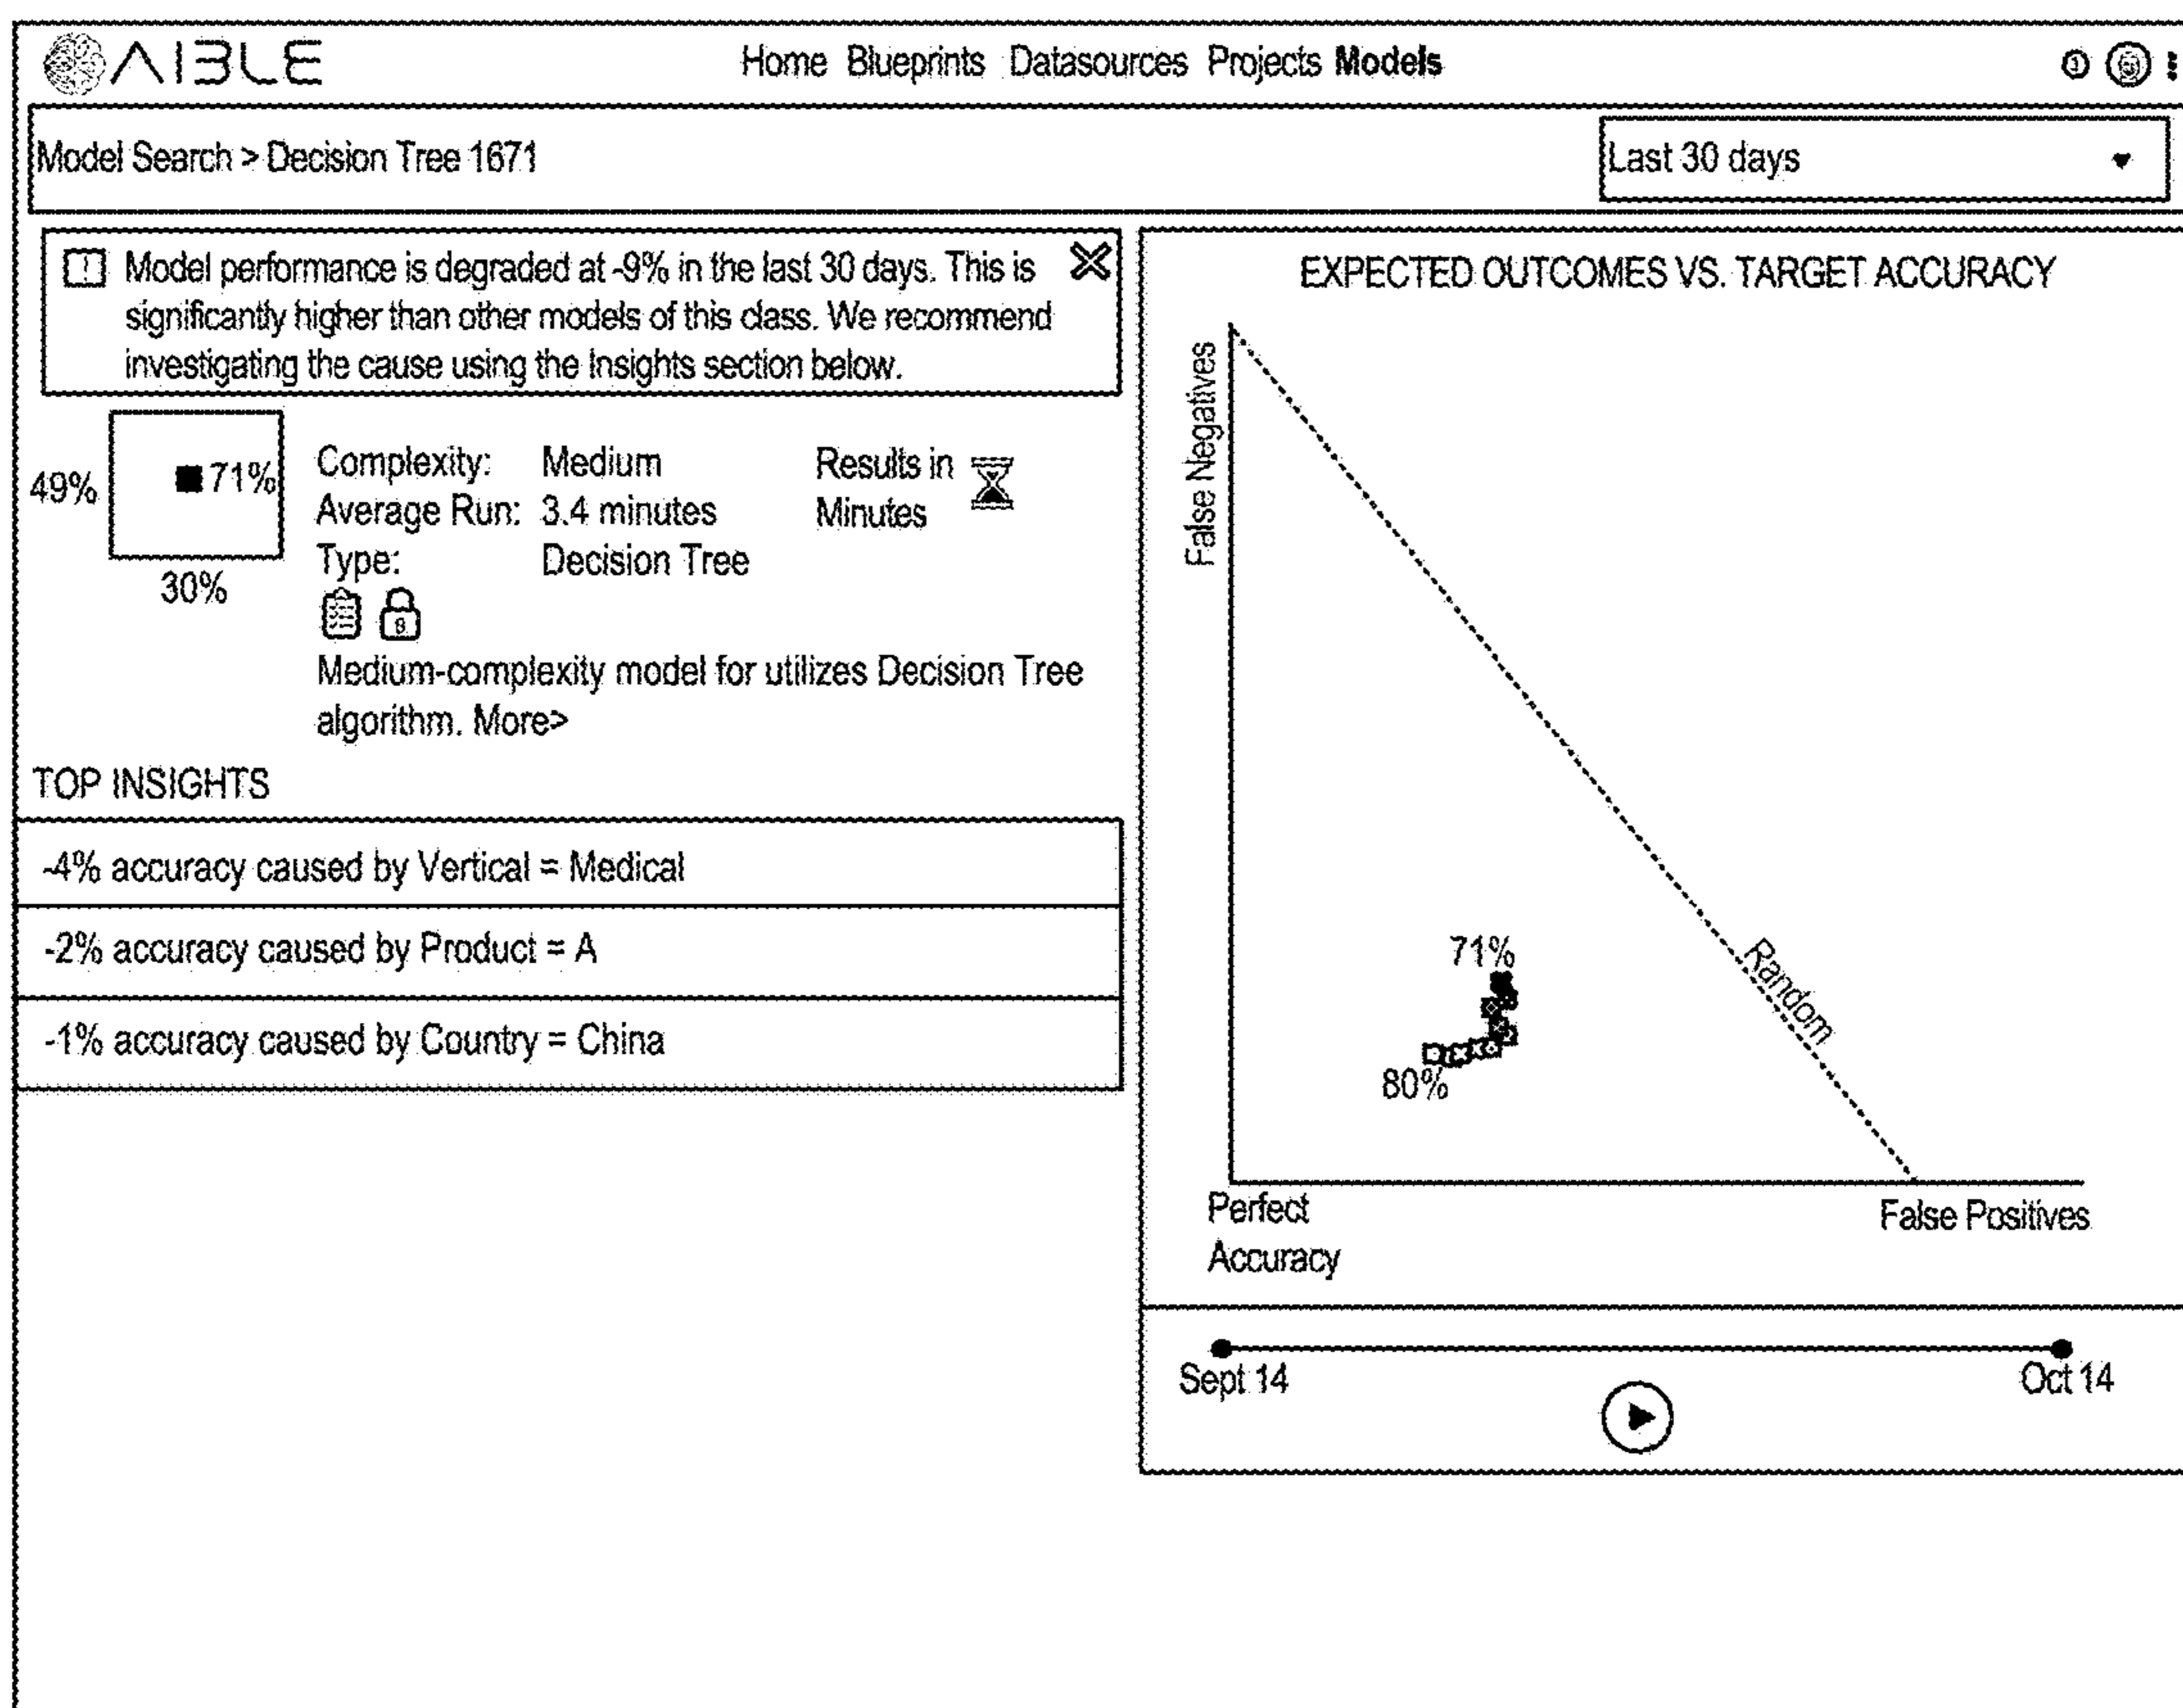 AIBLE
Home Blueprints Datasources Projects Models
Model Search > Decision Tree 1671
Last 30 days
Model performance is degraded at -9% in the last 30 days. This is
significantly higher than other models of this class. We recommend
investigating the cause using the Insights section below.
49%
71%
30%
Complexity: Medium
Average Run: 3.4 minutes
Type: Decision Tree
Results in
Minutes
Medium-complexity model for utilizes Decision Tree
algorithm. More>
TOP INSIGHTS
-4% accuracy caused by Vertical = Medical
-2% accuracy caused by Product = A
-1% accuracy caused by Country = China
EXPECTED OUTCOMES VS. TARGET ACCURACY
False Negatives
71%
80%
Random
Perfect
Accuracy
False Positives
Sept 14
Oct 14